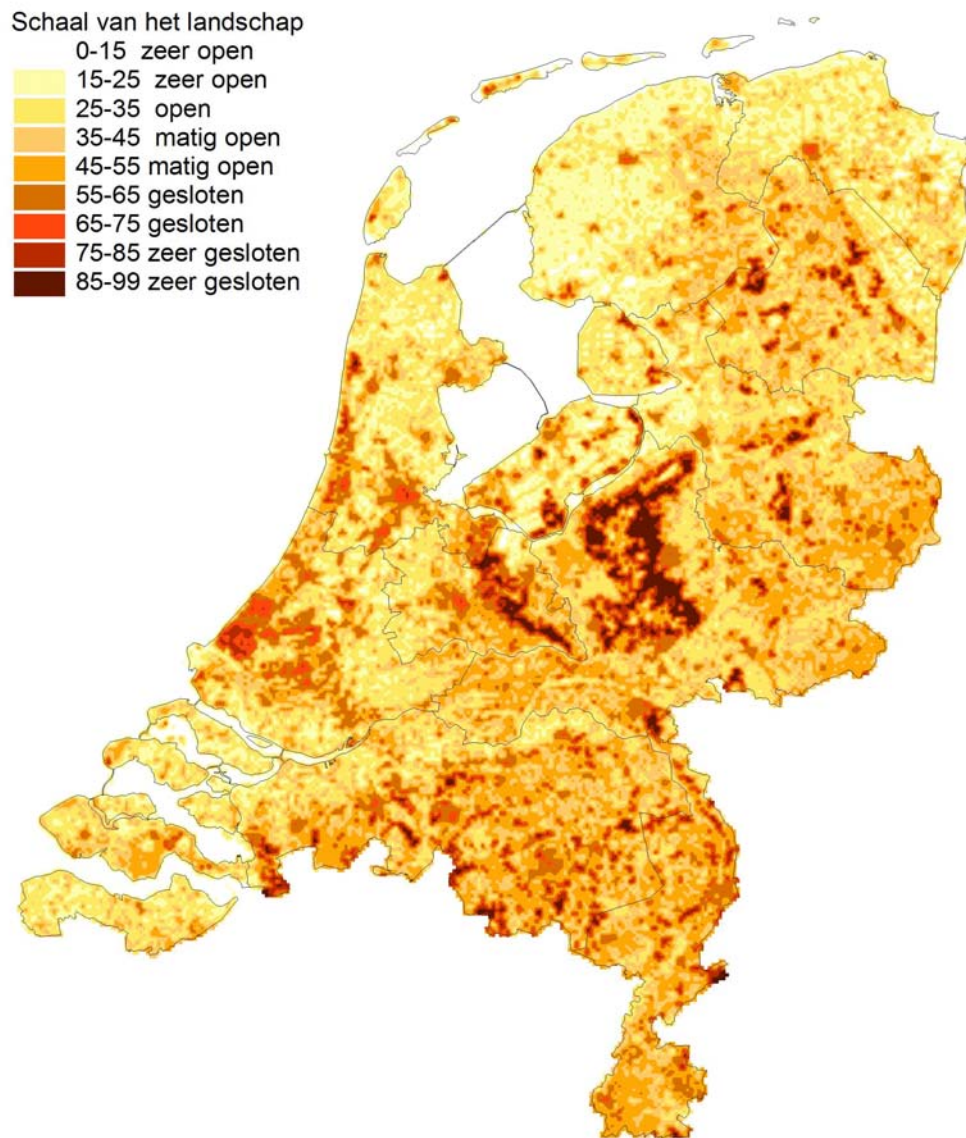 Schaal van het landschap
0-15 zeer open
15-25 zeer open
25-35 open
35-45 matig open
45-55 matig open
55-65 gesloten
65-75 gesloten
75-85 zeer gesloten
85-99 zeer gesloten